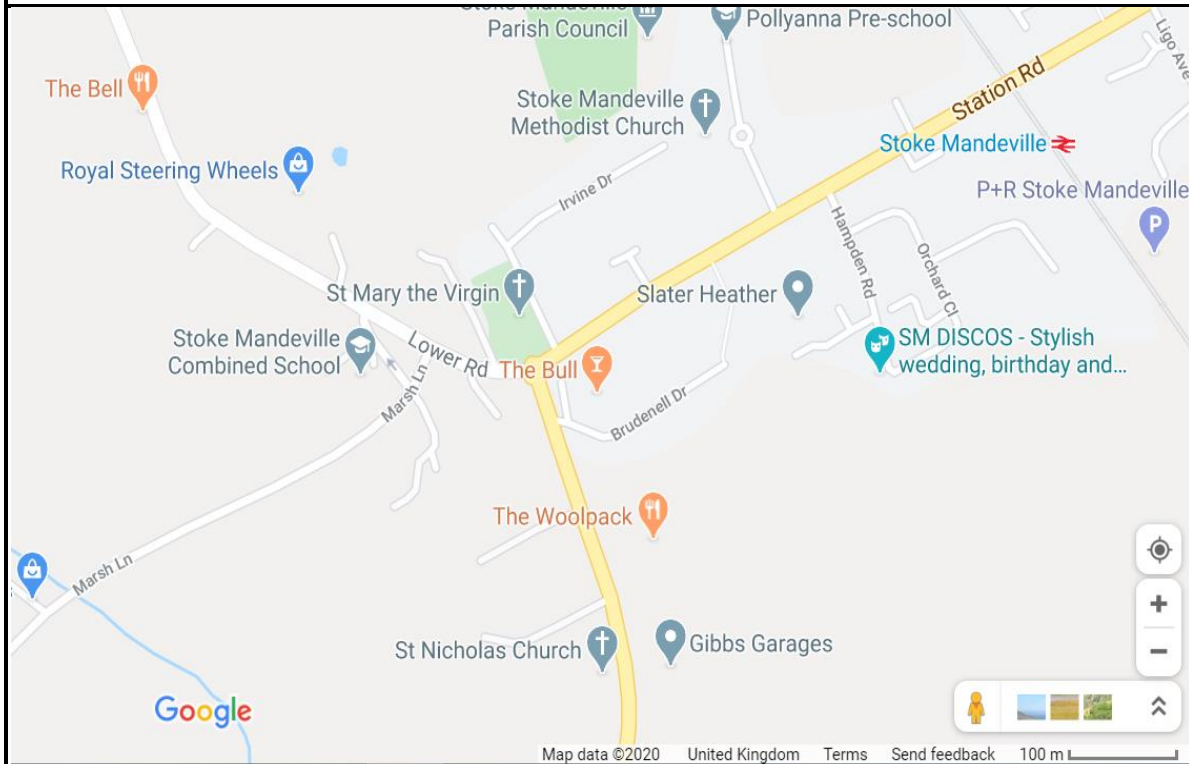 Stoke Mandeville
Parish Council
Pollyanna Pre-school
Ligo Ave
The Bell
Station Rd
Stoke Mandeville
Methodist Church
Stoke Mandeville
Royal Steering Wheels
Irvine Dr
P+R Stoke Mandeville
P
Hampden Rd
Orchard Cl
St Mary the Virgin
Slater Heather
Stoke Mandeville
Combined School
Lower Rd
The Bull
SM DISCOS - Stylish
wedding, birthday and...
Marsh Ln
Brudenell Dr
The Woolpack
Marsh Ln
St Nicholas Church
Gibbs Garages
Google
Map data ©2020 United Kingdom Terms Send feedback 100 m